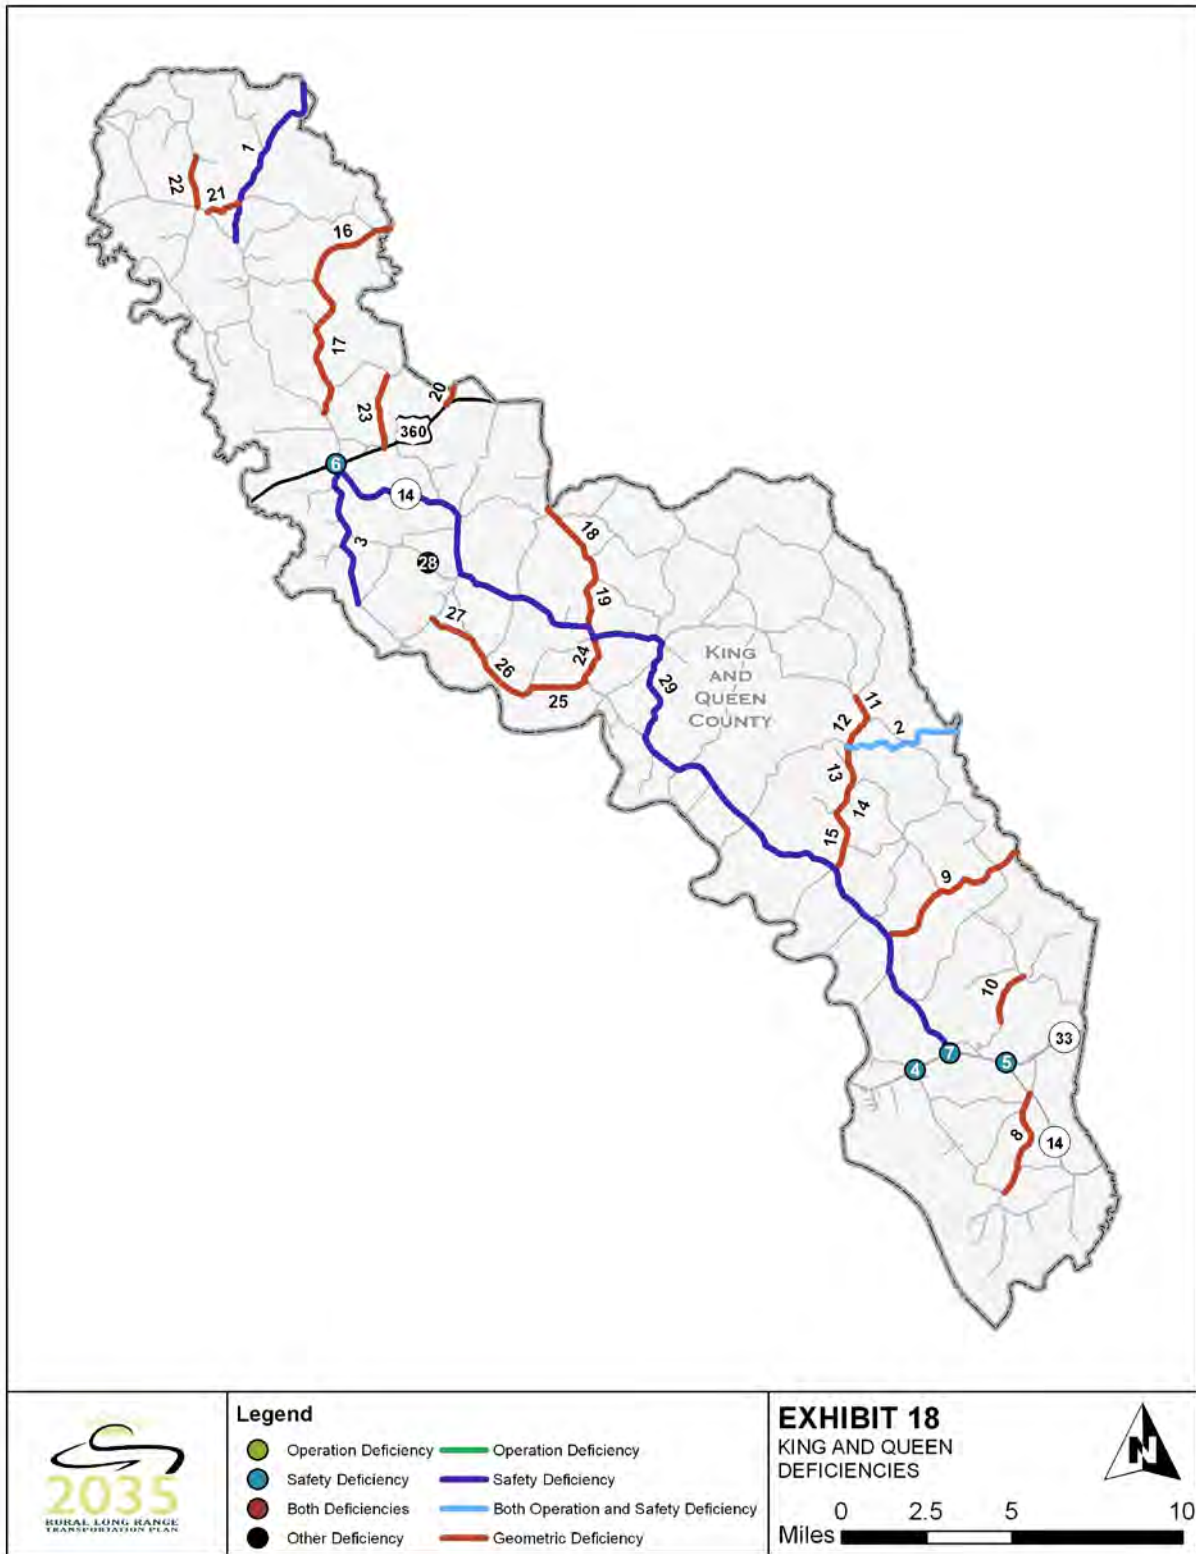 1
22
21
16
17
23
20
360
6
14
3
28
18
19
27
26
24
25
29
KING
AND
QUEEN
COUNTY
11
12
2
13
14
15
9
10
33
7
5
4
8
14
2035
RURAL LONG RANGE
TRANSPORTATION PLAN
Legend
Operation Deficiency Operation Deficiency
Safety Deficiency Safety Deficiency
Both Deficiencies Both Operation and Safety Deficiency
Other Deficiency Geometric Deficiency
EXHIBIT 18
KING AND QUEEN
DEFICIENCIES
N
0 2.5 5 10
Miles